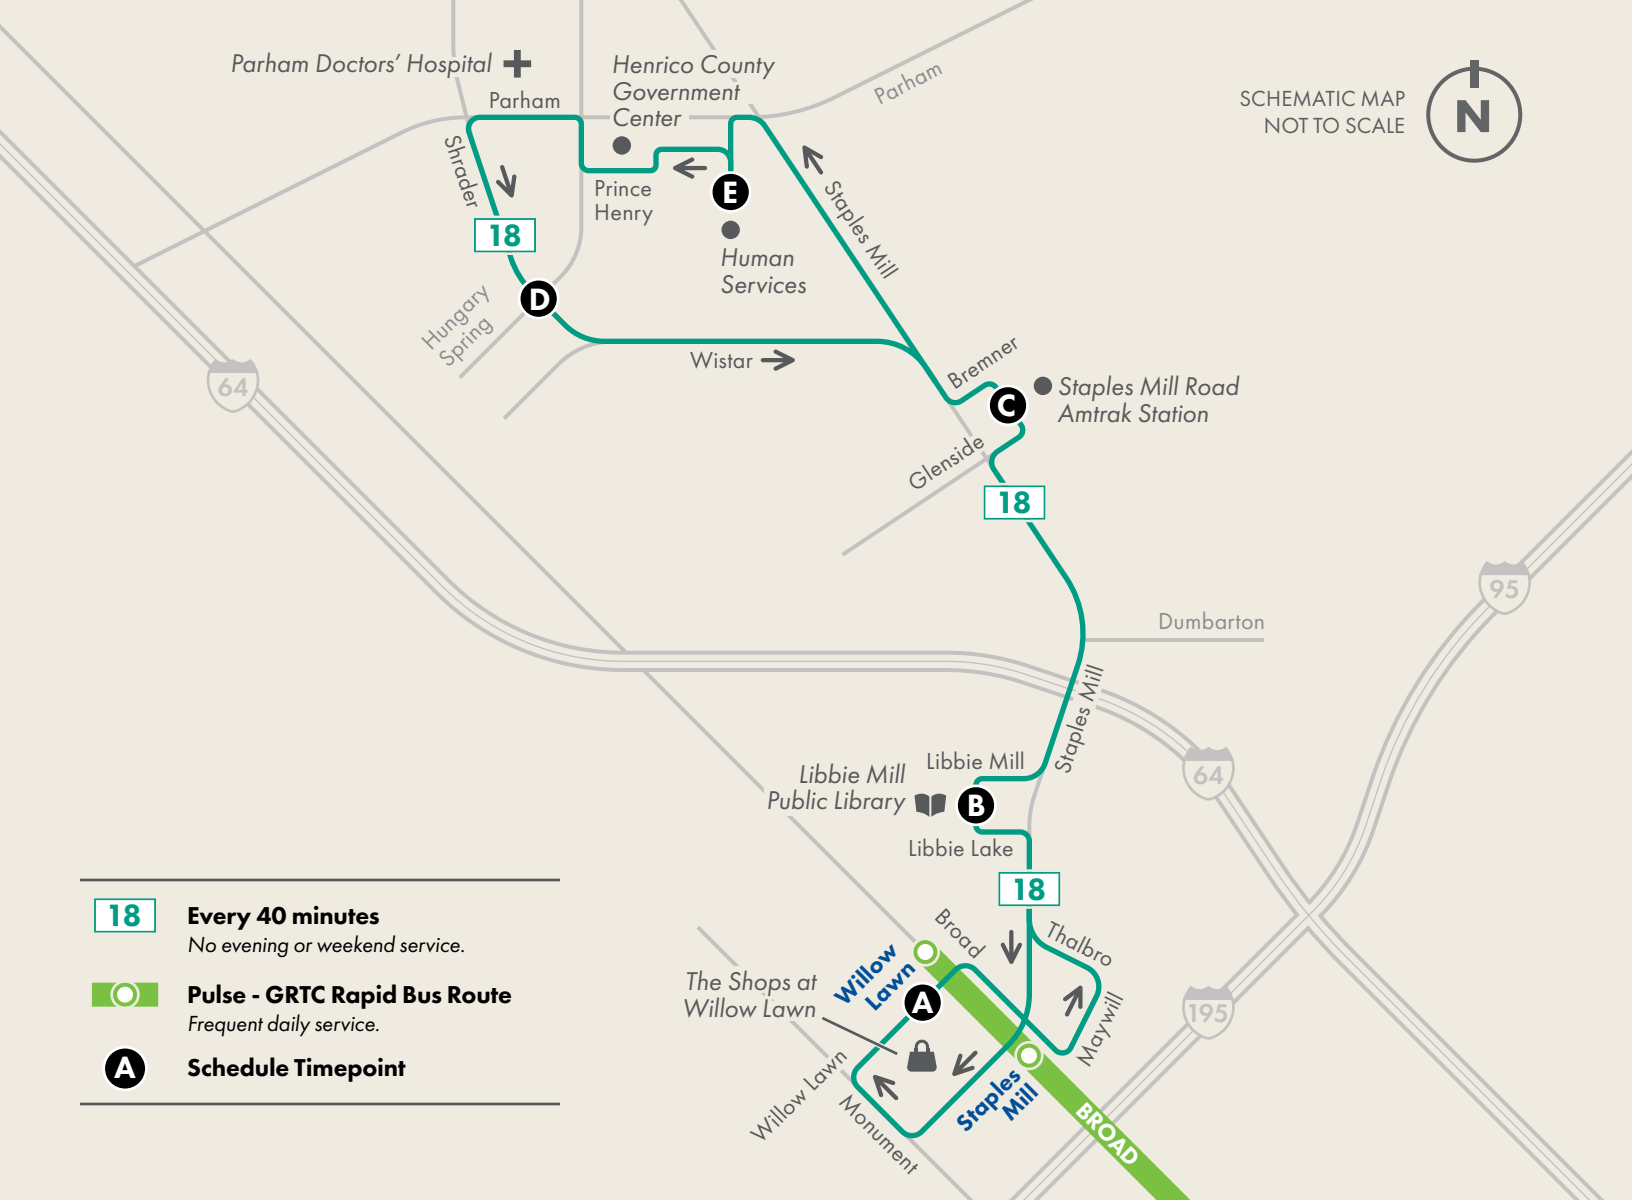 Parham Doctors’ Hospital
Henrico County
Government
Center
Parham
Parham
SCHEMATIC MAP
NOT TO SCALE
N
Shrader
Prince
Henry
E
Staples Mill
18
Human
Services
D
Hungary
Spring
Wistar
64
Bremner
C
Staples Mill Road
Amtrak Station
Glenside
18
95
Dumbarton
Staples Mill
64
Libbie Mill
Libbie Mill
Public Library
B
Libbie Lake
18
Broad
Thalbro
Willow
Lawn
A
The Shops at
Willow Lawn
Maywill
195
Willow Lawn
Monument
Staples
Mill
BROAD
18
Every 40 minutes
No evening or weekend service.
Pulse - GRTC Rapid Bus Route
Frequent daily service.
A
Schedule Timepoint